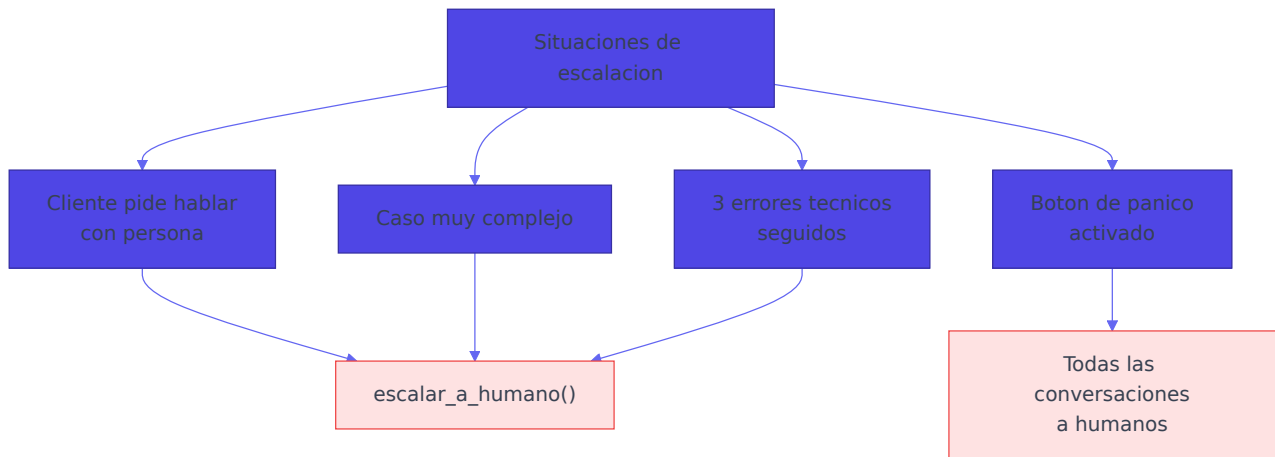 Situaciones de
escalacion
Cliente pide hablar
con persona
Caso muy complejo
3 errores tecnicos
seguidos
Boton de panico
activado
escalar_a_humano()
Todas las
conversaciones
a humanos